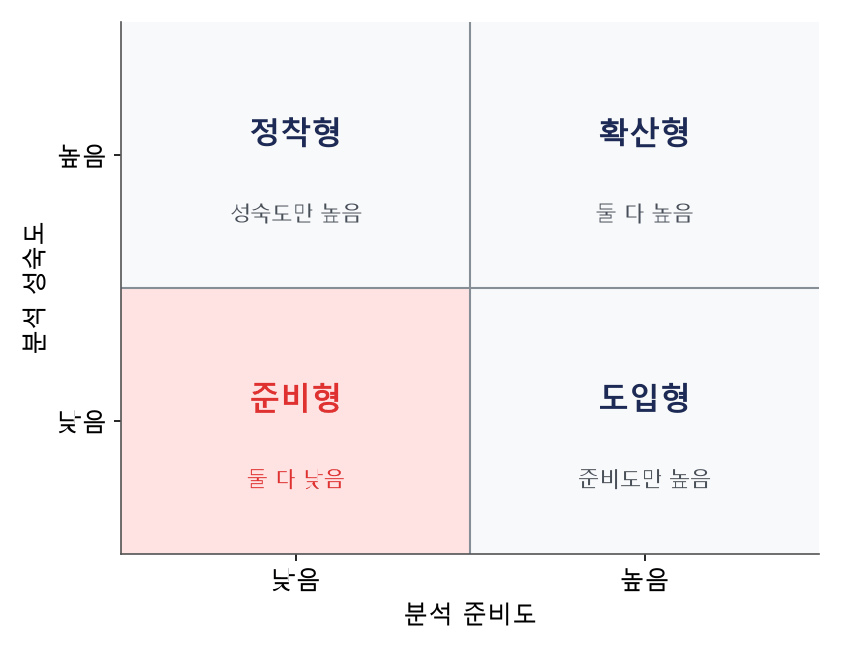 정착형
성숙도만 높음
확산형
둘 다 높음
높음
분석 성숙도
준비형
둘 다 낮음
도입형
준비도만 높음
낮음
낮음
높음
분석 준비도